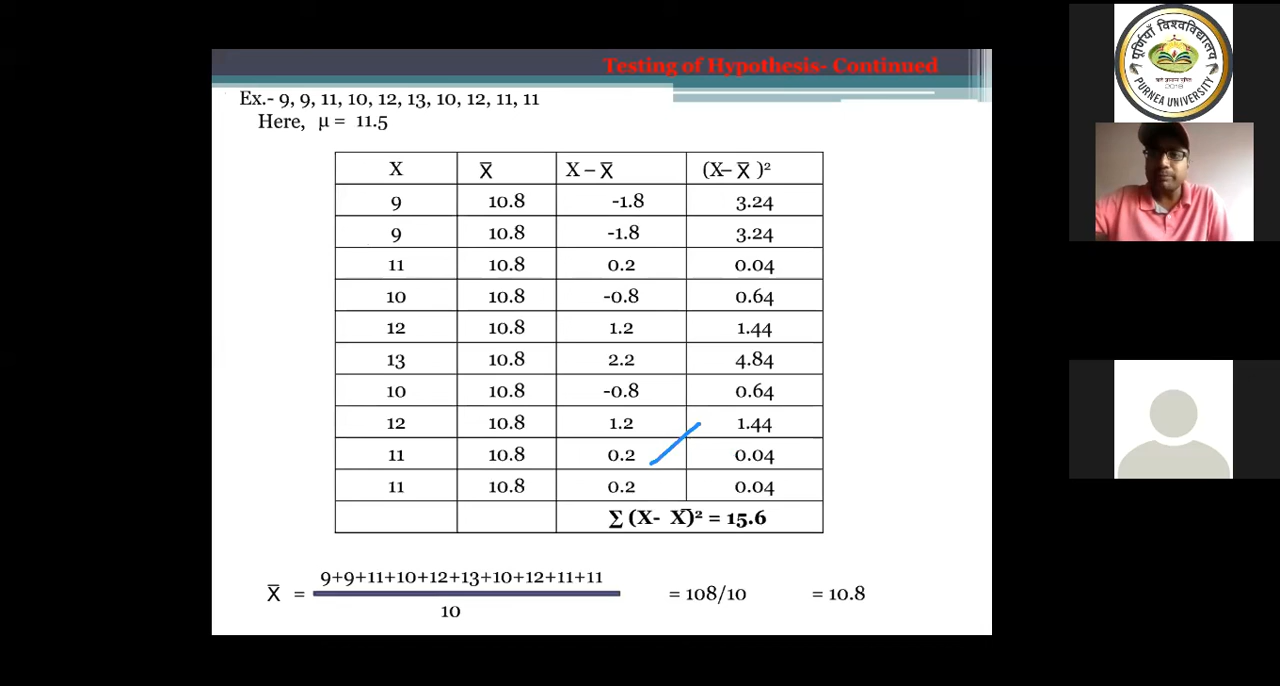 Testing of Hypothesis- Continued
Ex.- 9, 9, 11, 10, 12, 13, 10, 12, 11, 11
Here, μ = 11.5
X X̅ X – X̅ (X– X̅ )²
9 10.8 -1.8 3.24
9 10.8 -1.8 3.24
11 10.8 0.2 0.04
10 10.8 -0.8 0.64
12 10.8 1.2 1.44
13 10.8 2.2 4.84
10 10.8 -0.8 0.64
12 10.8 1.2 1.44
11 10.8 0.2 0.04
11 10.8 0.2 0.04
∑ (X- X̅)² = 15.6
9+9+11+10+12+13+10+12+11+11
X̅ = = 108/10 = 10.8
10
पूर्णियाँ विश्वविद्यालय
2018
PURNEA UNIVERSITY